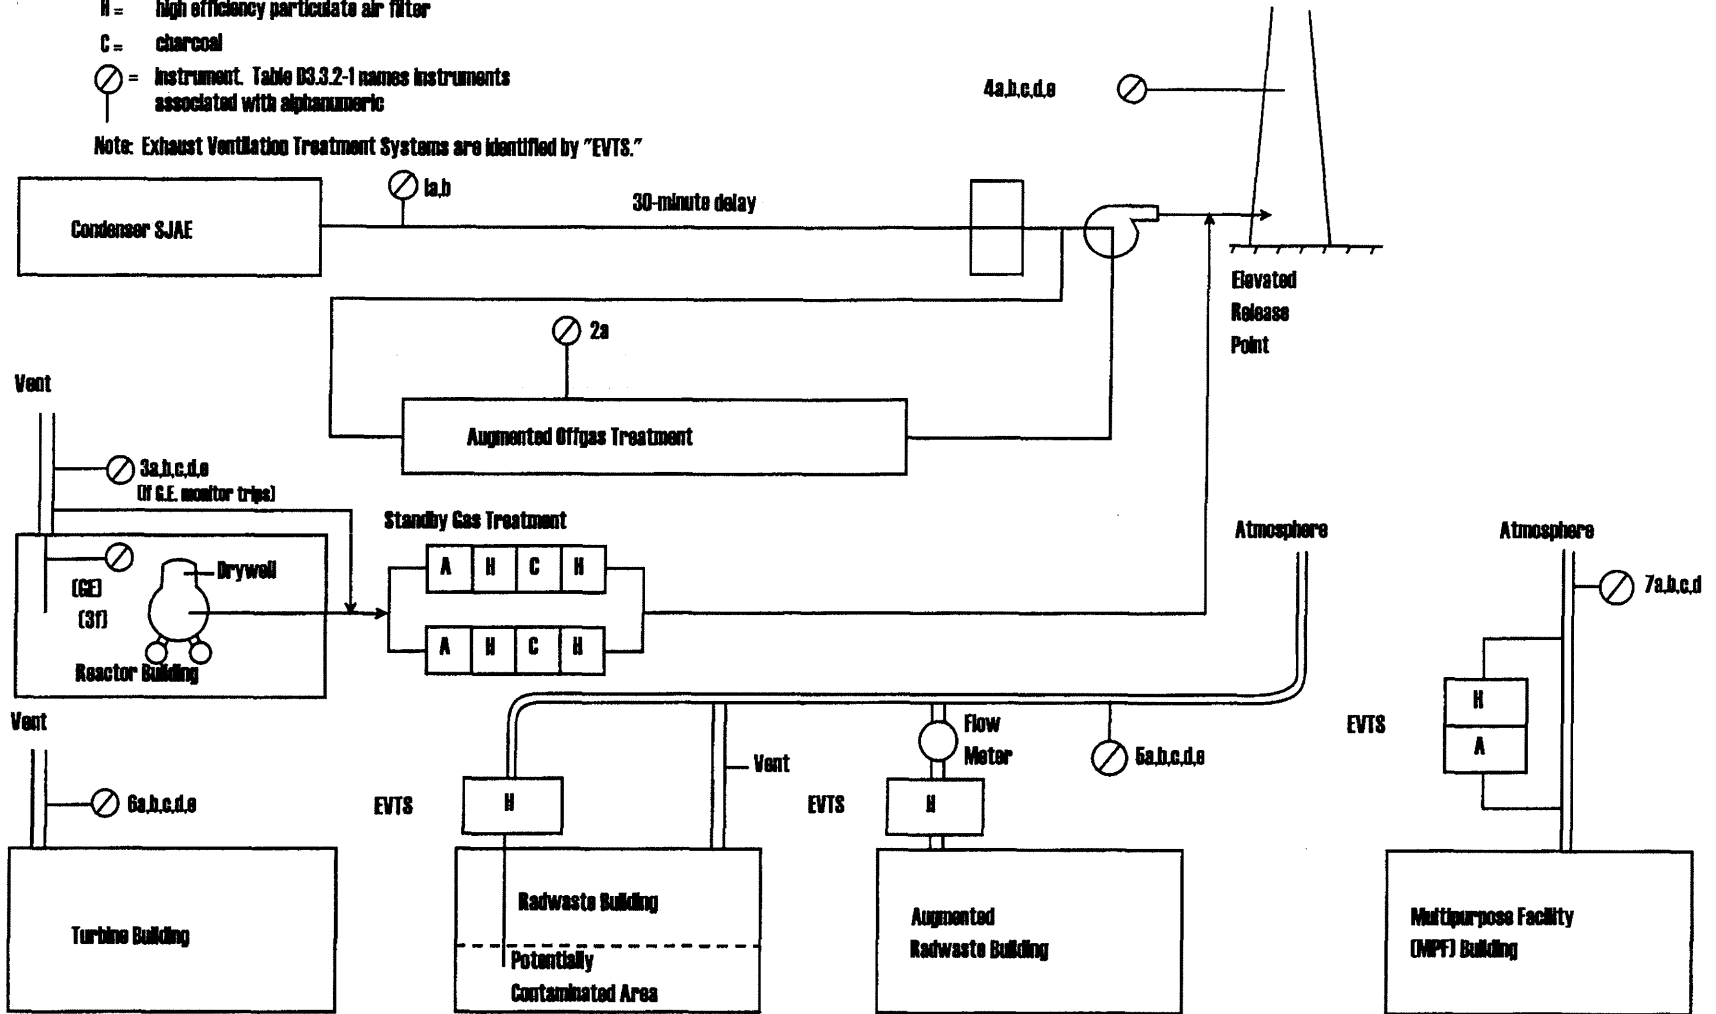 H = high efficiency particulate air filter
C = charcoal
= Instrument. Table D3.3.2-1 names instruments
associated with alphanumeric
Note: Exhaust Ventilation Treatment Systems are identified by "EVTS."
4a,b,c,d,e
Condenser SJAE
1a,b
30-minute delay
Elevated
Release
Point
2a
Augmented Offgas Treatment
Vent
3a,b,c,d,e
(If G.E. monitor trips)
(GE)
(3f)
Drywell
Reactor Building
Standby Gas Treatment
A H C H
A H C H
Atmosphere
Atmosphere
7a,b,c,d
EVTS
H
A
Vent
6a,b,c,d,e
Turbine Building
EVTS
H
Vent
Radwaste Building
Potentially
Contaminated Area
EVTS
H
Flow
Meter
5a,b,c,d,e
Augmented
Radwaste Building
Multipurpose Facility
(MPF) Building